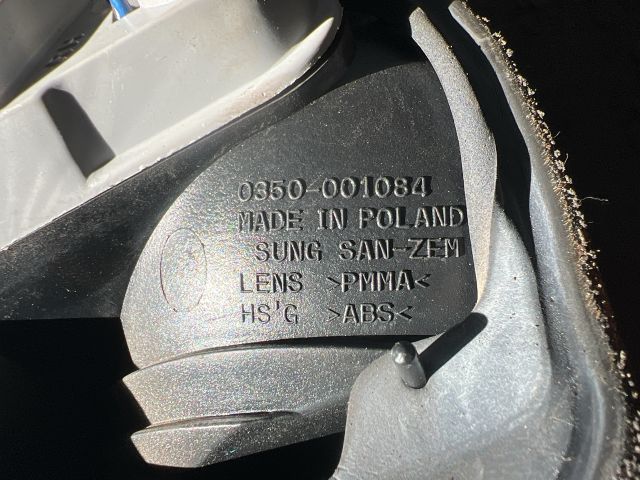 0350-001084
MADE IN POLAND
SUNG SAN-ZEM
LENS >PMMA<
HS'G >ABS<